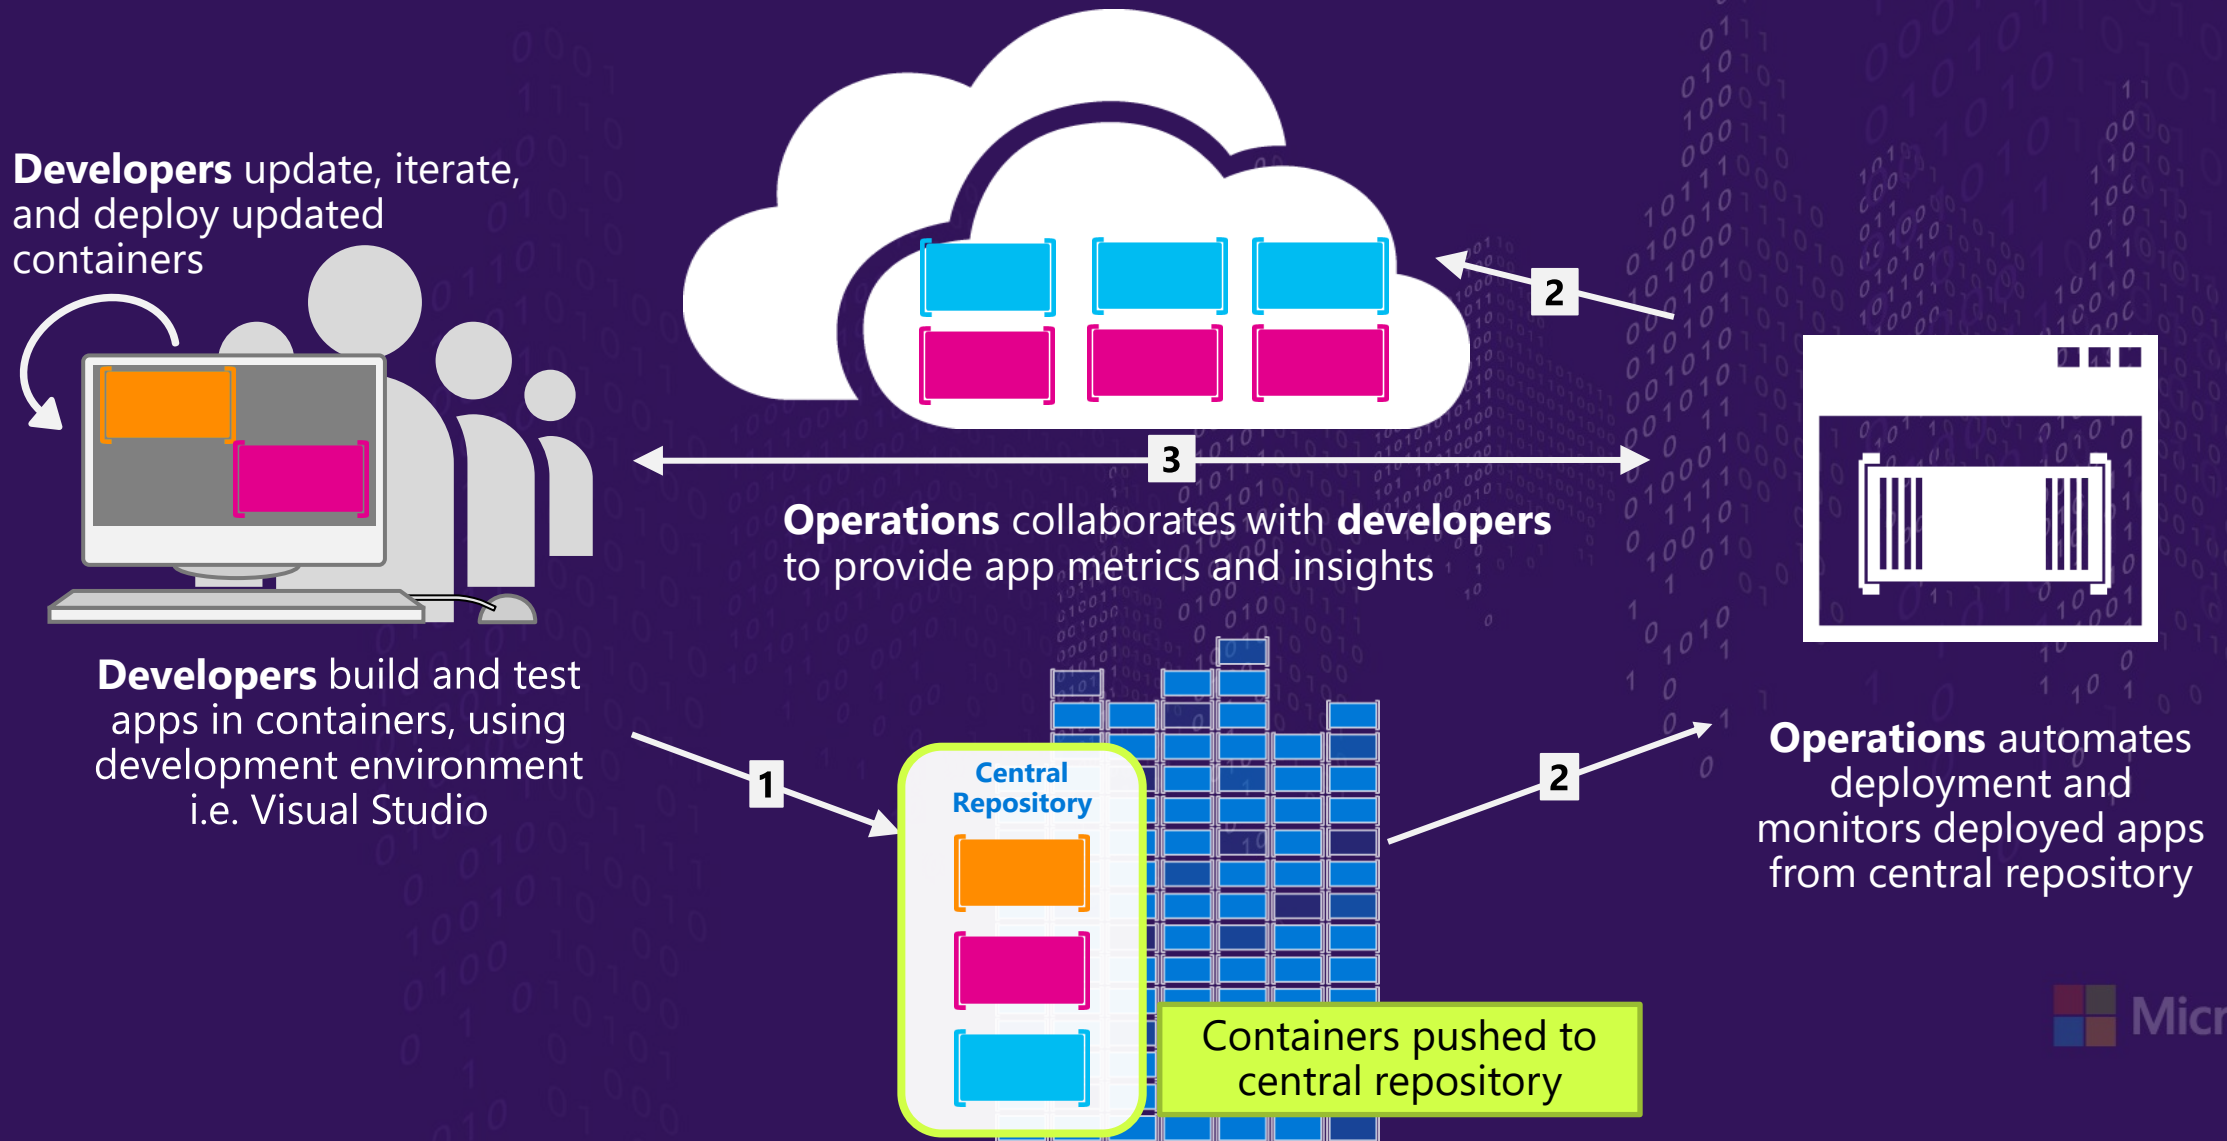 Developers update, iterate,
and deploy updated
containers
2
3
Operations collaborates with developers
to provide app metrics and insights
Developers build and test
apps in containers, using
development environment
i.e. Visual Studio
1
Central
Repository
2
Operations automates
deployment and
monitors deployed apps
from central repository
Containers pushed to
central repository
Micr